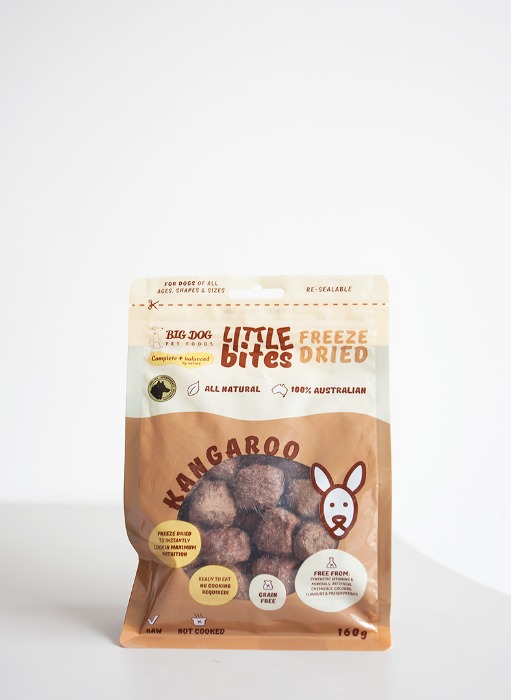 FOR DOGS OF ALL
AGES, SHAPES & SIZES
RE-SEALABLE
BIG DOG
PET FOODS
Complete + balanced
by nature
LITTLE
bites
FREEZE
DRIED
ALL NATURAL
100% AUSTRALIAN
KANGAROO
FREEZE DRIED
TO INSTANTLY
LOCK IN MAXIMUM
NUTRITION
READY TO EAT
NO COOKING
REQUIRED!
GRAIN
FREE
FREE FROM:
SYNTHETIC VITAMINS &
MINERALS, ARTIFICIAL
CHEMICALS, COLOURS,
FLAVOURS & PRESERVATIVES
RAW
NOT COOKED
160g